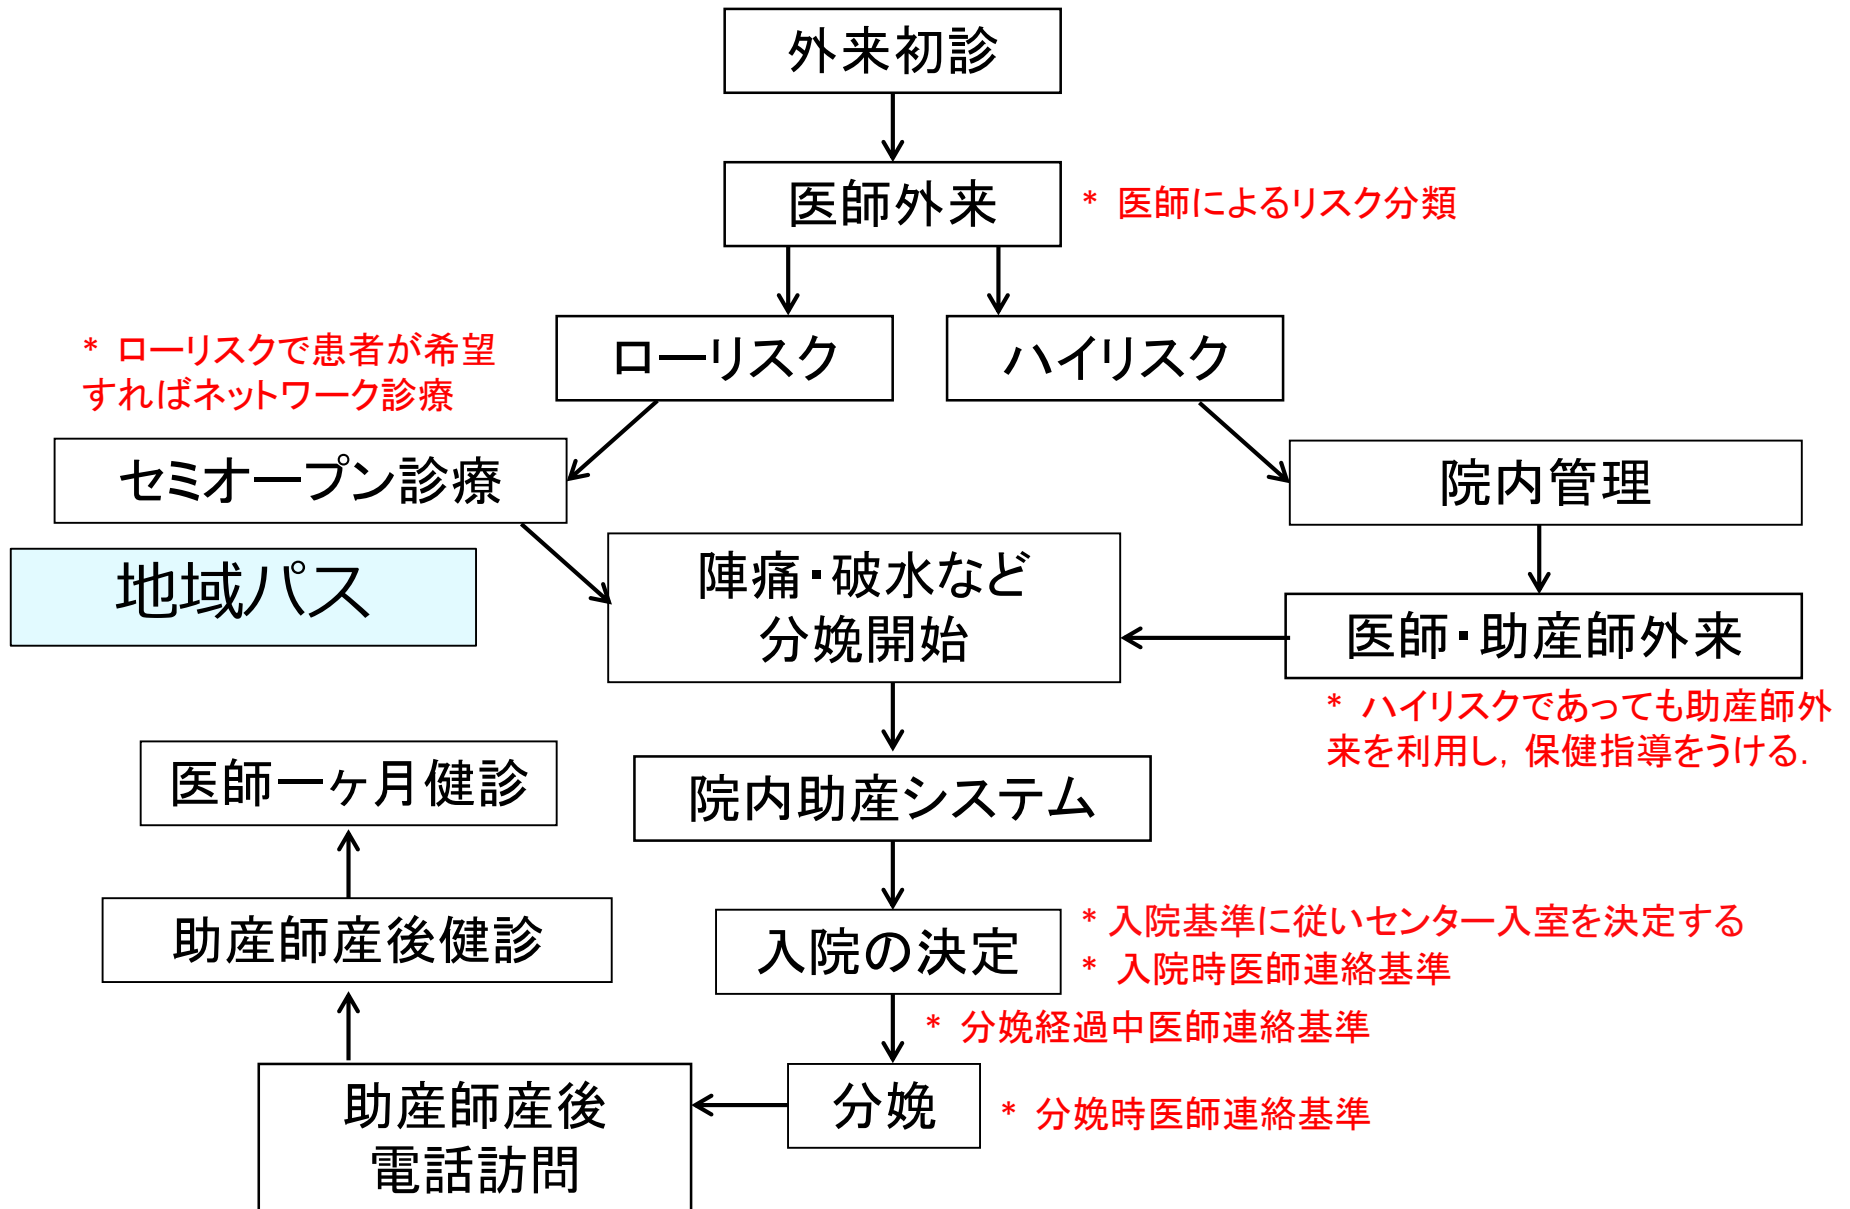 外来初診
医師外来
* 医師によるリスク分類
ローリスク
ハイリスク
* ローリスクで患者が希望
すればネットワーク診療
セミオープン診療
院内管理
地域パス
陣痛・破水など
分娩開始
医師・助産師外来
* ハイリスクであっても助産師外
来を利用し, 保健指導をうける.
院内助産システム
入院の決定
* 入院基準に従いセンター入室を決定する
* 入院時医師連絡基準
* 分娩経過中医師連絡基準
分娩
* 分娩時医師連絡基準
助産師産後
電話訪問
助産師産後健診
医師一ヶ月健診